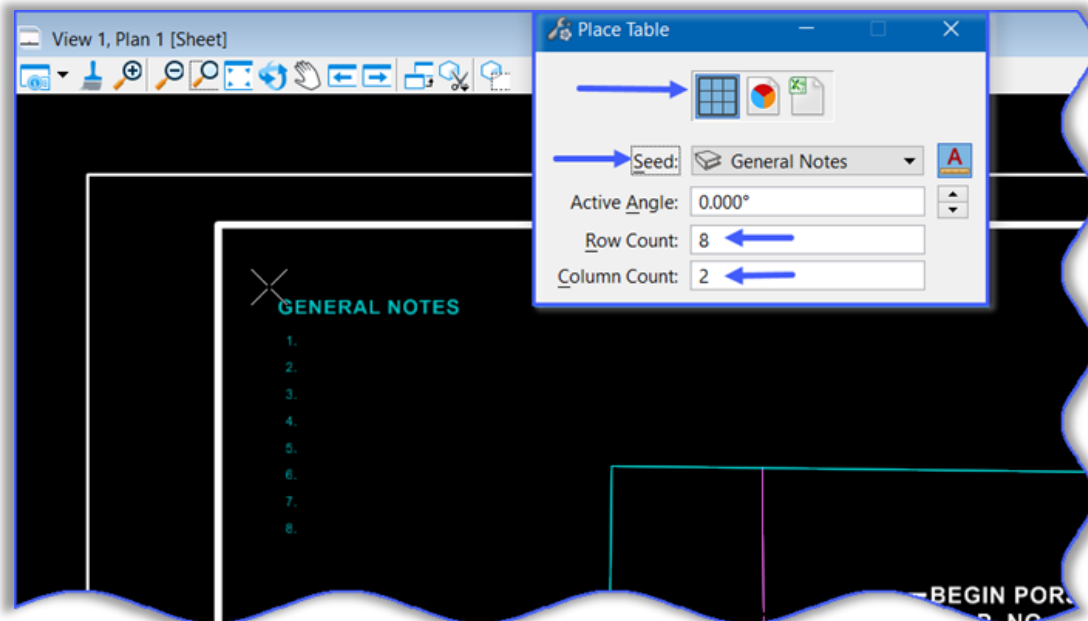 View 1, Plan 1 [Sheet]
Place Table
Seed: General Notes
A
Active Angle: 0.000°
Row Count: 8
Column Count: 2
GENERAL NOTES
1.
2.
3.
4.
5.
6.
7.
8.
BEGIN